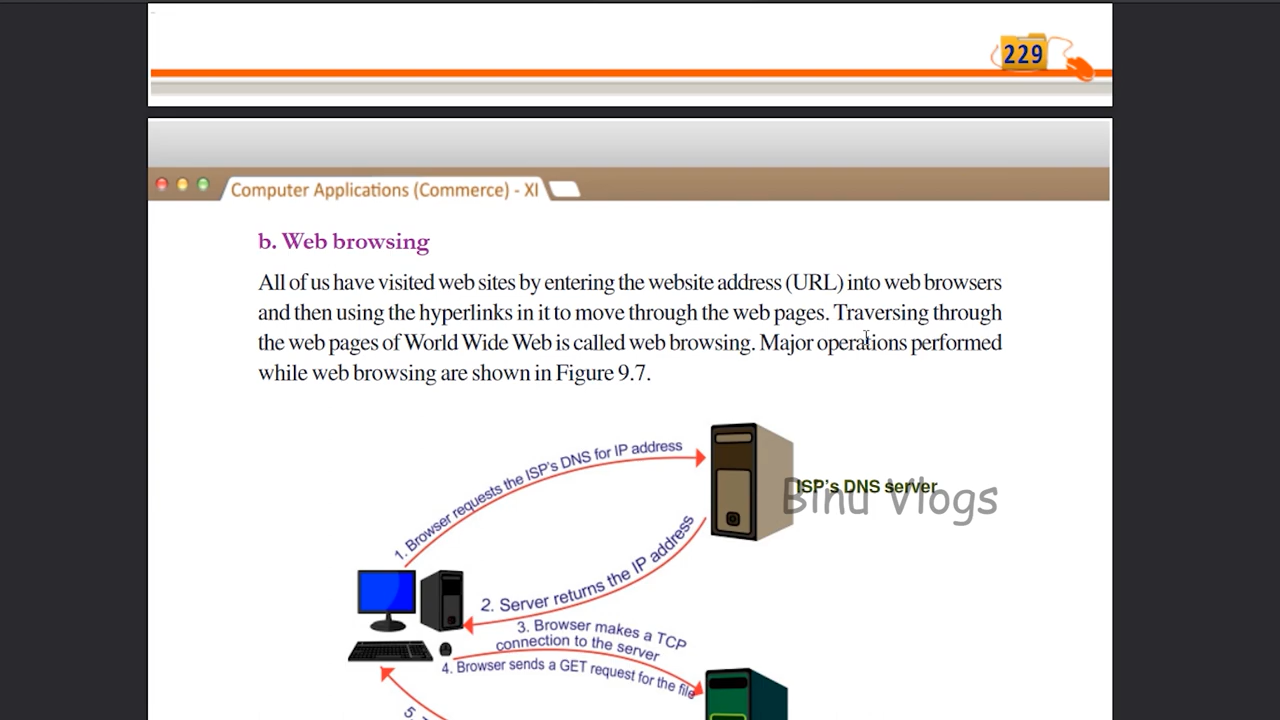 229
Computer Applications (Commerce) - XI
b. Web browsing
All of us have visited web sites by entering the website address (URL) into web browsers
and then using the hyperlinks in it to move through the web pages. Traversing through
the web pages of World Wide Web is called web browsing. Major operations performed
while web browsing are shown in Figure 9.7.
1. Browser requests the ISP's DNS for IP address
ISP's DNS server
Binu Vlogs
2. Server returns the IP address
3. Browser makes a TCP
connection to the server
4. Browser sends a GET request for the file
5.